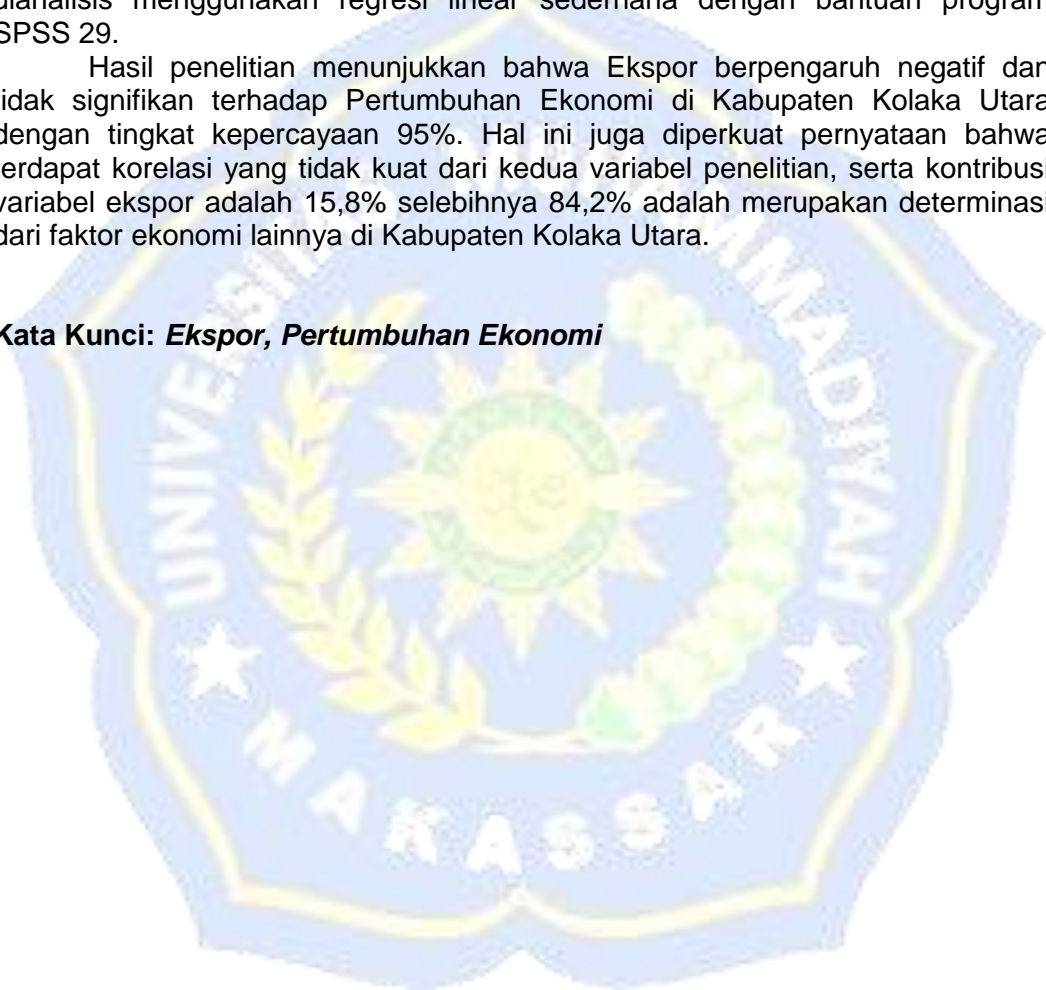 dianalisis menggunakan regresi linear sederhana dengan bantuan program
SPSS 29.
Hasil penelitian menunjukkan bahwa Ekspor berpengaruh negatif dan
tidak signifikan terhadap Pertumbuhan Ekonomi di Kabupaten Kolaka Utara
dengan tingkat kepercayaan 95%. Hal ini juga diperkuat pernyataan bahwa
terdapat korelasi yang tidak kuat dari kedua variabel penelitian, serta kontribusi
variabel ekspor adalah 15,8% selebihnya 84,2% adalah merupakan determinasi
dari faktor ekonomi lainnya di Kabupaten Kolaka Utara.
Kata Kunci: Ekspor, Pertumbuhan Ekonomi
UNIVERSITAS MUHAMMADIYAH
MAKASSAR